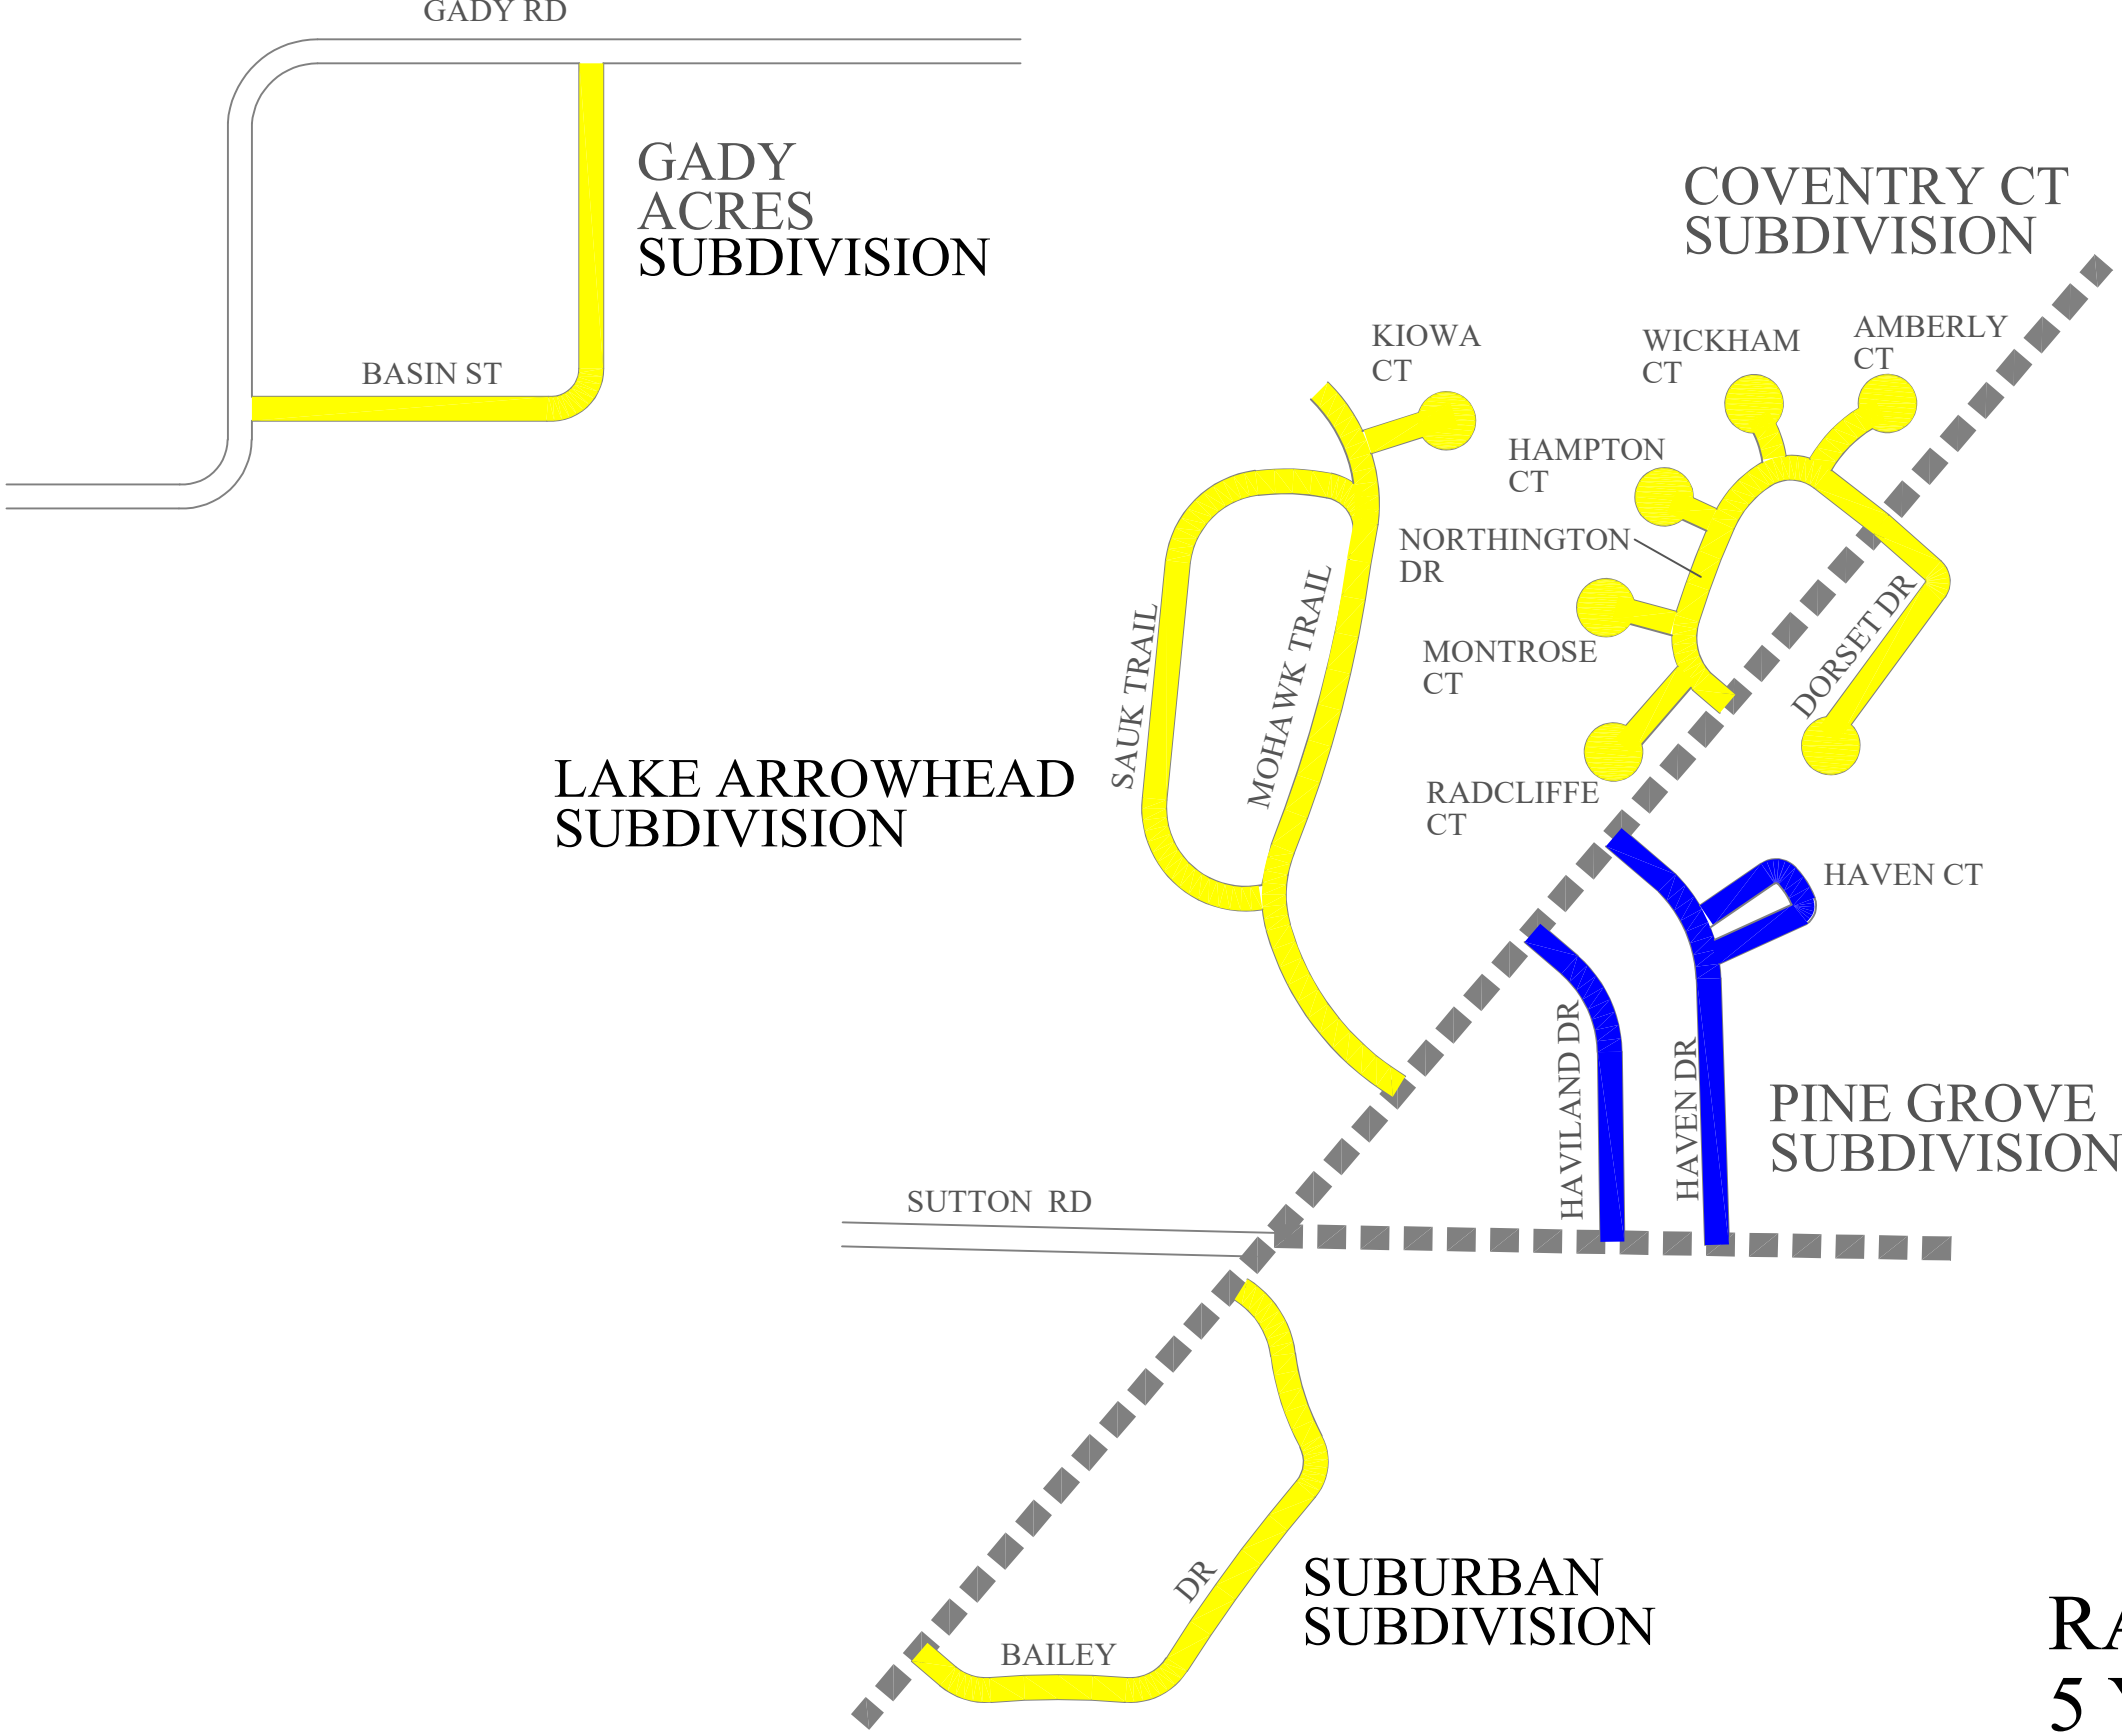 GADY RD
GADY
ACRES
SUBDIVISION
BASIN ST
COVENTRY CT
SUBDIVISION
KIOWA
CT
WICKHAM
CT
AMBERLY
CT
HAMPTON
CT
NORTHINGTON
DR
MONTROSE
CT
RADCLIFFE
CT
DORSET DR
SAUK TRAIL
MOHAWK TRAIL
LAKE ARROWHEAD
SUBDIVISION
HAVEN CT
HAVILAND DR
HAVEN DR
PINE GROVE
SUBDIVISION
SUTTON RD
SUBURBAN
SUBDIVISION
BAILEY
DR
RA
5